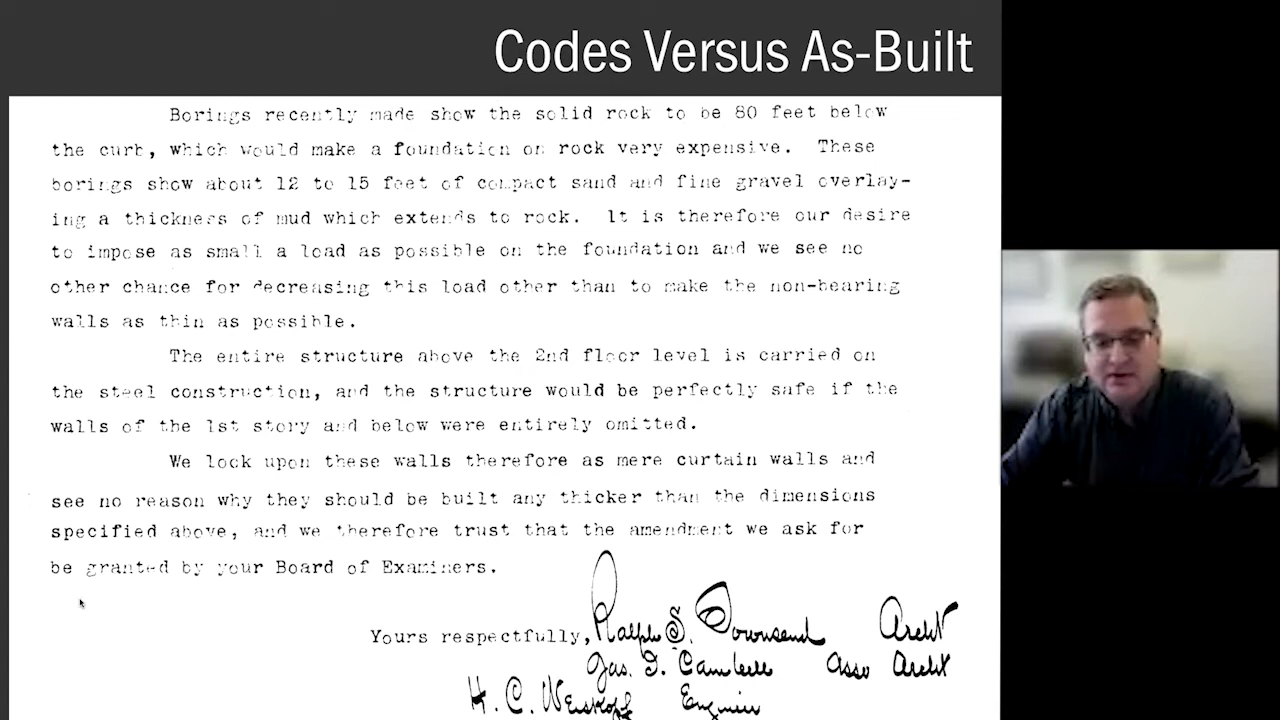 Codes Versus As-Built
Borings recently made show the solid rock to be 80 feet below
the curb, which would make a foundation on rock very expensive. These
borings show about 12 to 15 feet of compact sand and fine gravel overlay-
ing a thickness of mud which extends to rock. It is therefore our desire
to impose as small a load as possible on the foundation and we see no
other chance for decreasing this load other than to make the non-bearing
walls as thin as possible.
The entire structure above the 2nd floor level is carried on
the steel construction, and the structure would be perfectly safe if the
walls of the 1st story and below were entirely omitted.
We look upon these walls therefore as mere curtain walls and
see no reason why they should be built any thicker than the dimensions
specified above, and we therefore trust that the amendment we ask for
be granted by your Board of Examiners.
Yours respectfully, Ralph S. Townsend Archt
Jas. Asso Archt
H. C. Weiskopf Engineer